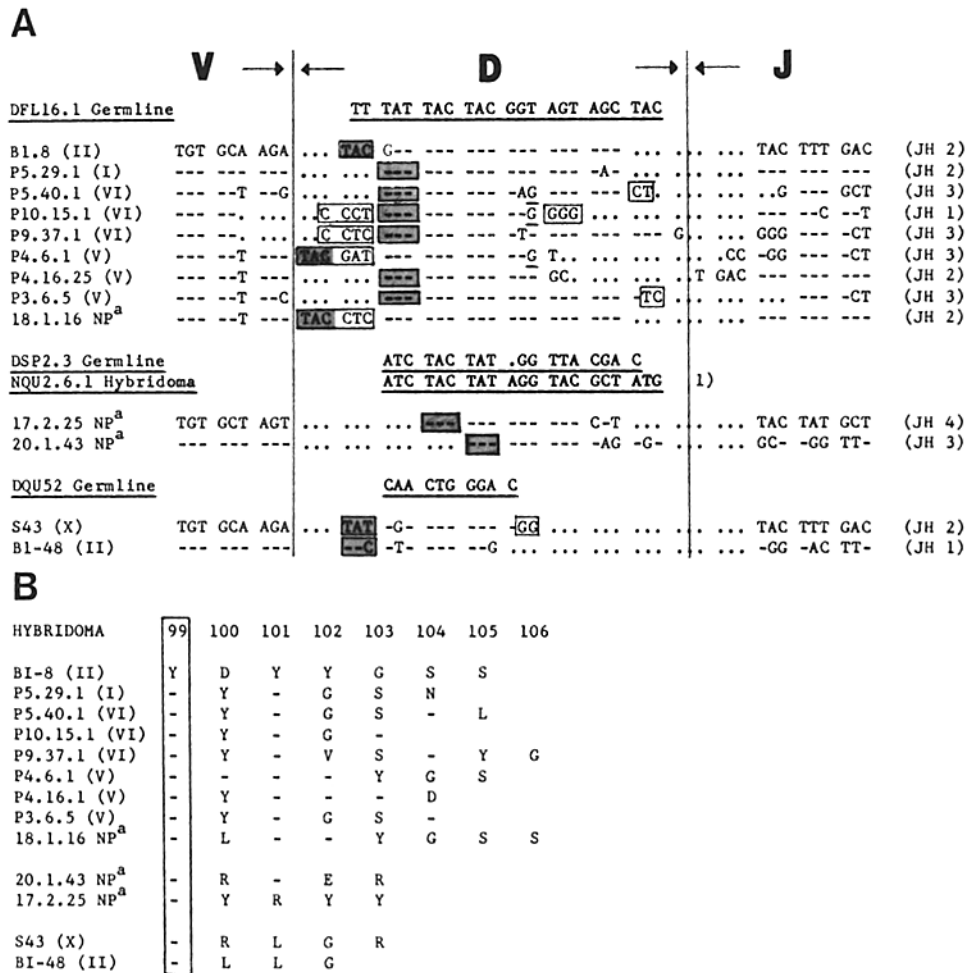 A
V → ← D → ← J
TT TAT TAC TAC GGT AGT AGC TAC
DFL16.1 Germline
B1.8 (II) TGT GCA AGA ... TAC G-- --- --- --- --- --- ... ... ... TAC TTT GAC (JH 2)
P5.29.1 (I) --- --- --- ... ... --- --- --- --- --- -A- ... ... ... --- --- --- (JH 2)
P5.40.1 (VI) --- --T --G ... ... --- --- --- -AG --- --- CT. ... ... ..G --- GCT (JH 3)
P10.15.1 (VI) --- --. ... ..C CCT --- --- --- --G GGG ... ... ... ... --- --C --T (JH 1)
P9.37.1 (VI) --- --. ... ..C CTC --- --- --- -T- --- --- --- G.. ... GGG --- -CT (JH 3)
P4.6.1 (V) --- --T ... TAG GAT --- --- --- --G T-- ... ... ... .CC -GG --- -CT (JH 3)
P4.16.25 (V) --- --T --- ... ... --- --- --- --- GC. ... ... ..T GAC --- --- --- (JH 2)
P3.6.5 (V) --- --T --C ... ... --- --- --- --- --- --- -TC ... ... ..- --- -CT (JH 3)
18.1.16 NPa --- --T --- TAC CTC --- --- --- --- --- --- ... ... ... --- --- --- (JH 2)
DSP2.3 Germline ATC TAC TAT .GG TTA CGA C
NQU2.6.1 Hybridoma ATC TAC TAT AGG TAC GCT ATG 1)
17.2.25 NPa TGT GCT AGT ... ... ... --- --- --- --- C-T ... ... ... TAC TAT GCT (JH 4)
20.1.43 NPa --- --- --- ... ... ... ... --- --- --- -AG -G- ... ... GC- -GG TT- (JH 3)
DQU52 Germline CAA CTG GGA C
S43 (X) TGT GCA AGA ... TAT -G- --- --- -GG ... ... ... ... ... TAC TTT GAC (JH 2)
B1-48 (II) --- --- --- ... --C -T- --- --G ... ... ... ... ... ... -GG -AC TT- (JH 1)
B
HYBRIDOMA 99 100 101 102 103 104 105 106
BI-8 (II) Y D Y Y G S S
P5.29.1 (I) - Y - G S N
P5.40.1 (VI) - Y - G S - L
P10.15.1 (VI) - Y - G -
P9.37.1 (VI) - Y - V S - Y G
P4.6.1 (V) - - - - Y G S
P4.16.1 (V) - Y - - - D
P3.6.5 (V) - Y - G S -
18.1.16 NPa - L - - Y G S S
20.1.43 NPa - R - E R
17.2.25 NPa - Y R Y Y
S43 (X) - R L G R
BI-48 (II) - L L G